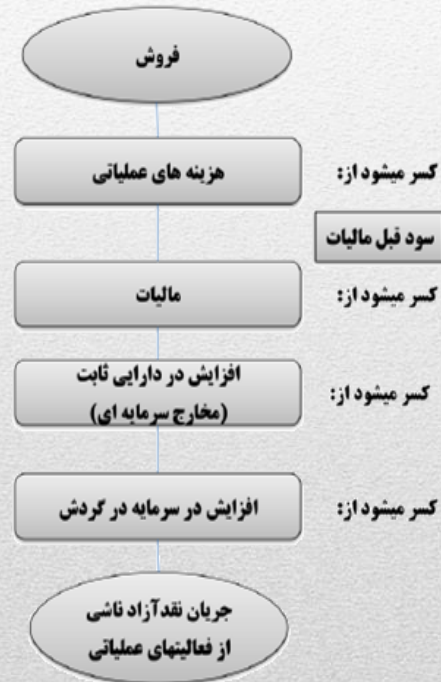 فروش
کسر میشود از:
هزینه های عملیاتی
سود قبل مالیات
کسر میشود از:
مالیات
کسر میشود از:
افزایش در دارایی ثابت
(مخارج سرمایه ای)
کسر میشود از:
افزایش در سرمایه در گردش
جریان نقدآزاد ناشی
از فعالیتهای عملیاتی